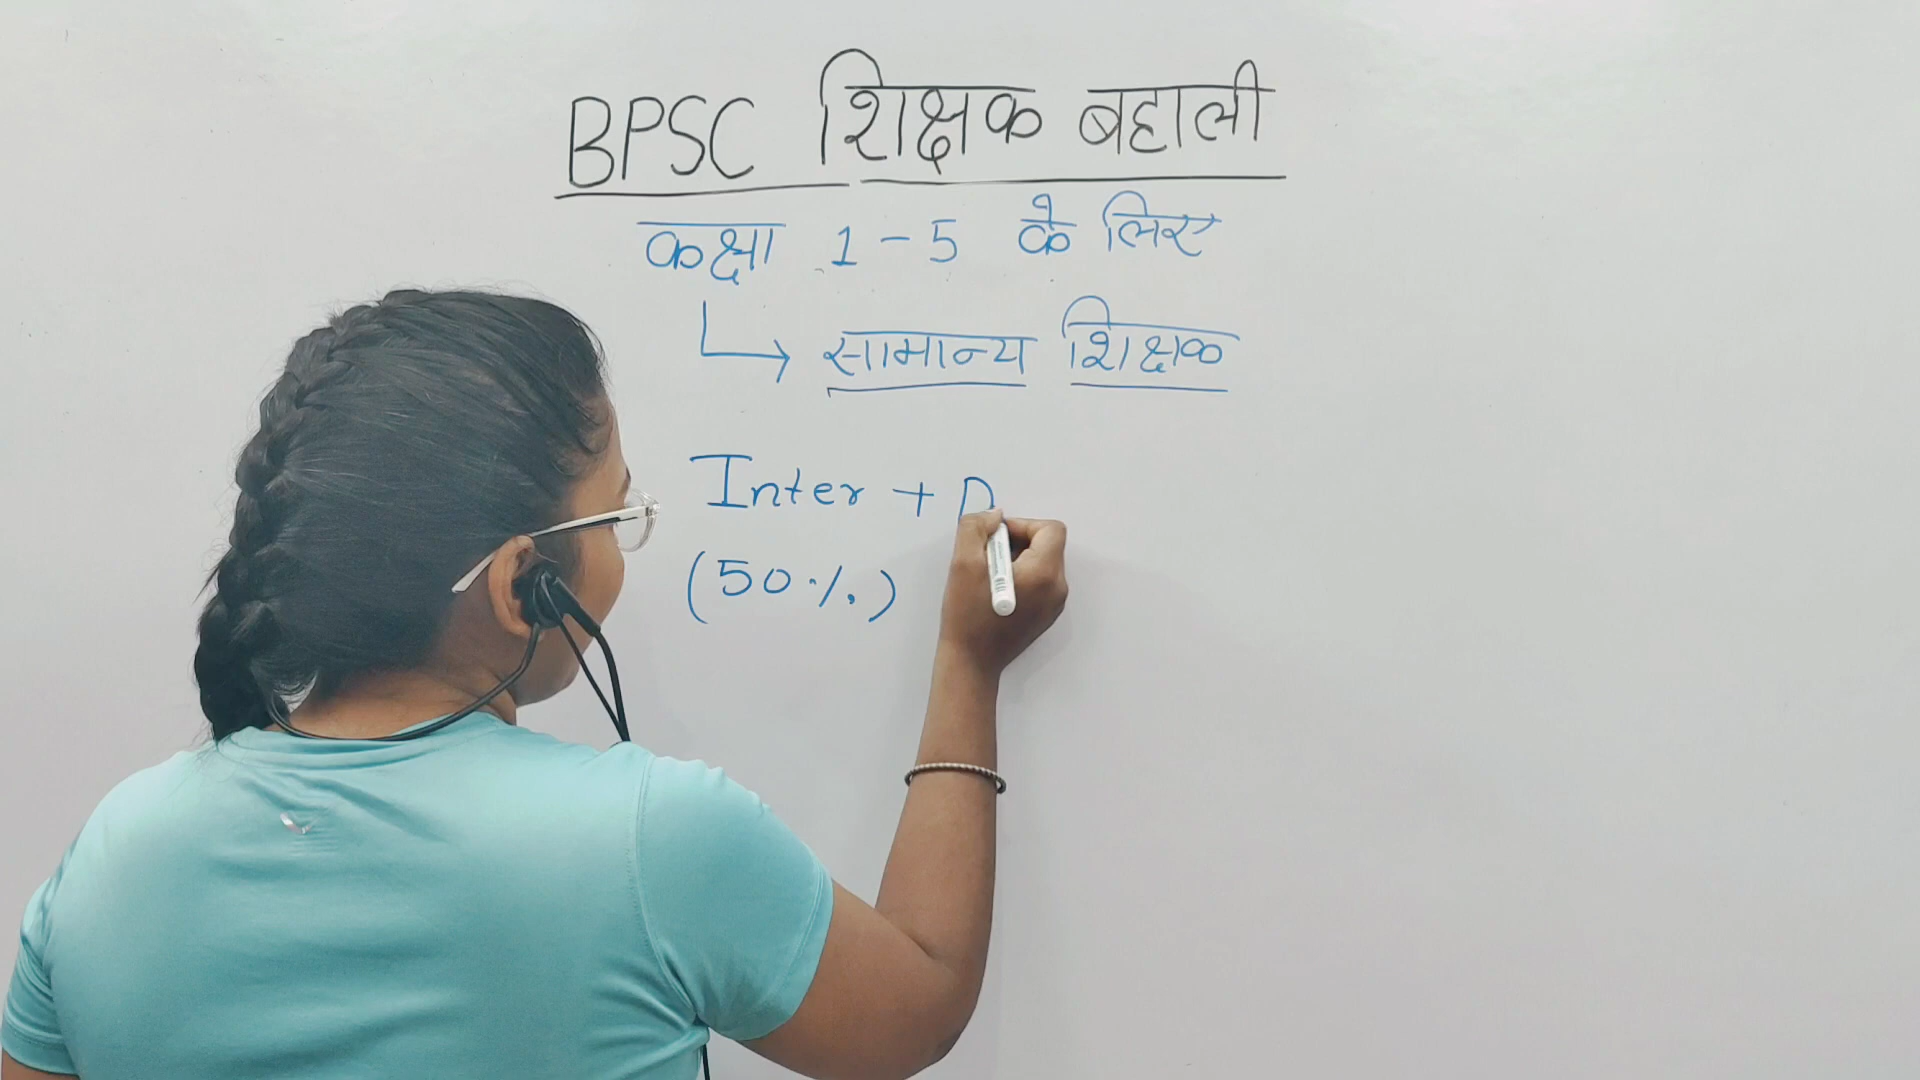 BPSC शिक्षक बहाली
कक्षा 1-5 के लिए
सामान्य शिक्षक
Inter + D
(50%)